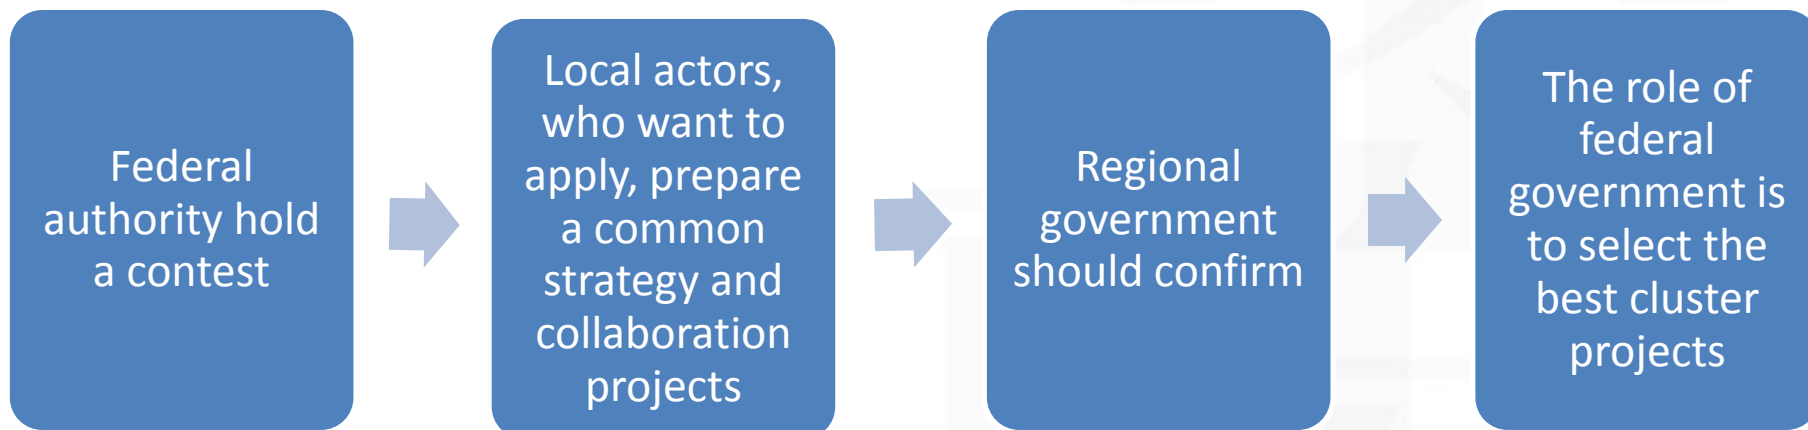 Federal
authority hold
a contest
Local actors,
who want to
apply, prepare
a common
strategy and
collaboration
projects
Regional
government
should confirm
The role of
federal
government is
to select the
best cluster
projects